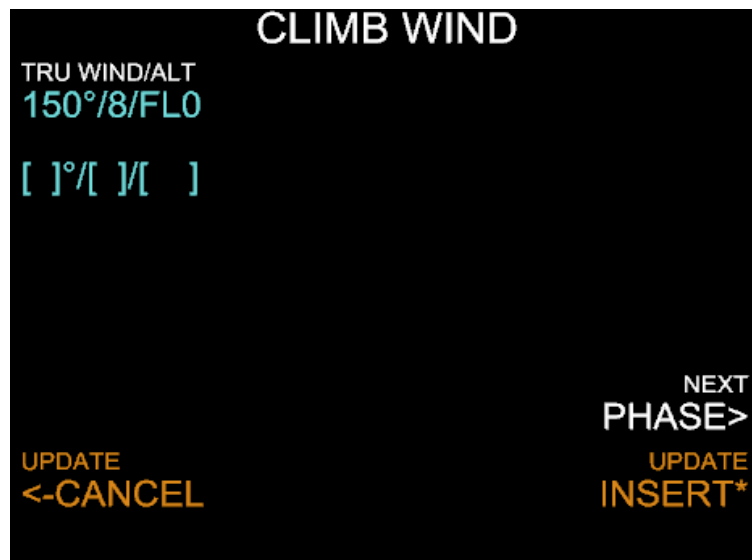 CLIMB WIND
TRU WIND/ALT
150°/8/FL0
[ ]°/[ ]/[ ]
NEXT
PHASE>
UPDATE UPDATE
<-CANCEL INSERT*